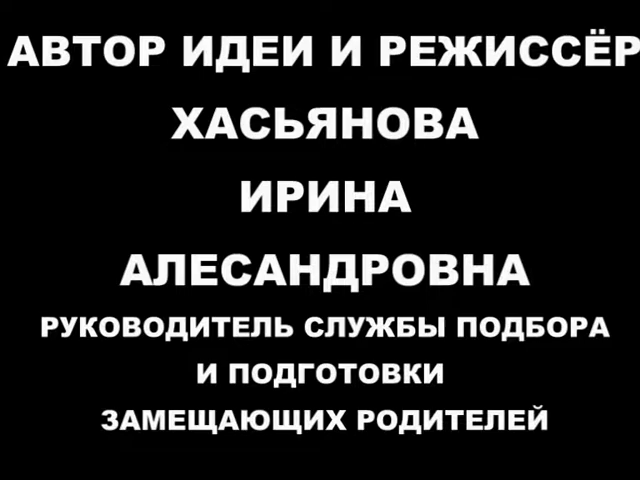 АВТОР ИДЕИ И РЕЖИССЁР
ХАСЬЯНОВА
ИРИНА
АЛЕСАНДРОВНА
РУКОВОДИТЕЛЬ СЛУЖБЫ ПОДБОРА
И ПОДГОТОВКИ
ЗАМЕЩАЮЩИХ РОДИТЕЛЕЙ